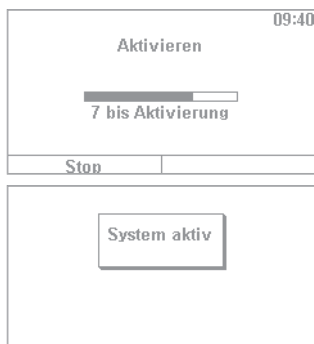 09:40
Aktivieren
7 bis Aktivierung
Stop
System aktiv